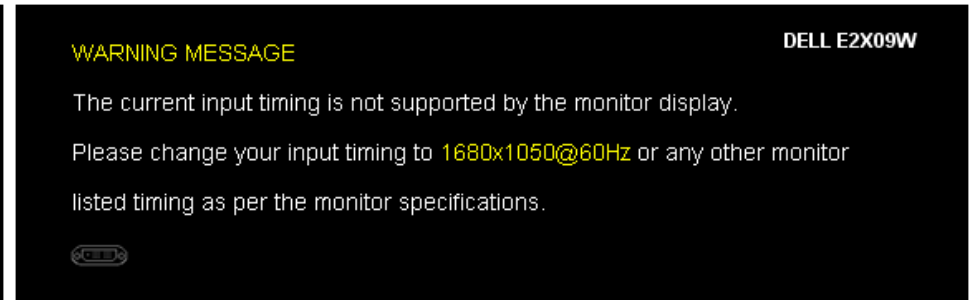 DELL E2X09W
WARNING MESSAGE
The current input timing is not supported by the monitor display.
Please change your input timing to 1680x1050@60Hz or any other monitor
listed timing as per the monitor specifications.